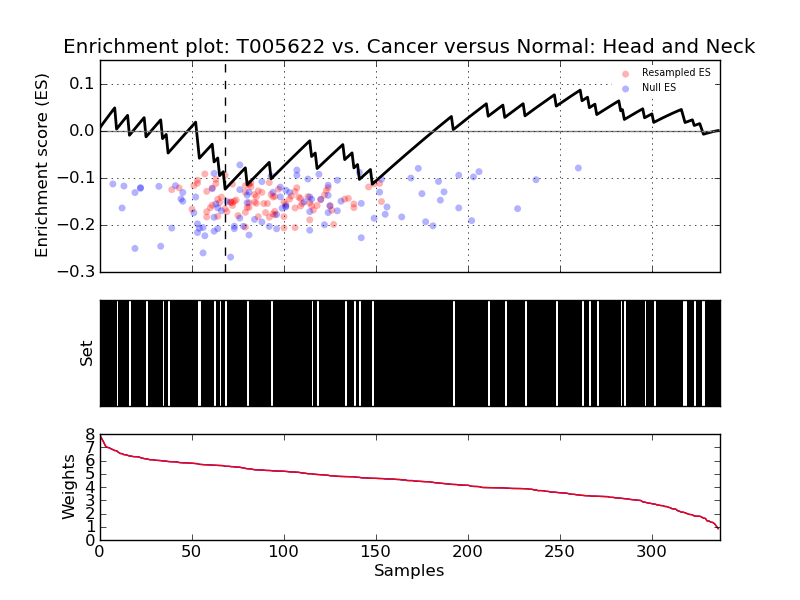 Enrichment plot: T005622 vs. Cancer versus Normal: Head and Neck
Enrichment score (ES)
0.1
0.0
−0.1
−0.2
−0.3
Resampled ES
Null ES
Set
Weights
8
7
6
5
4
3
2
1
0
0 50 100 150 200 250 300
Samples